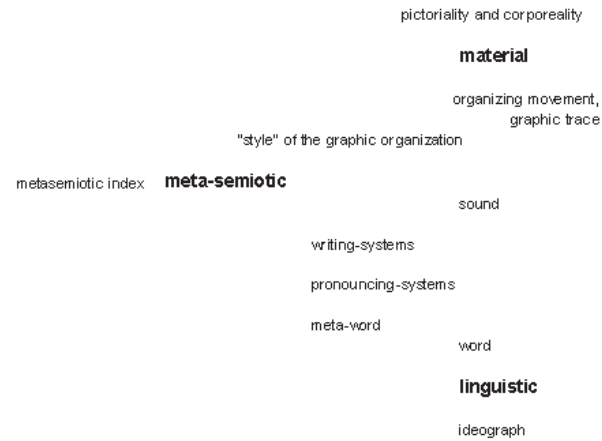 pictoriality and corporeality
material
organizing movement,
graphic trace
"style" of the graphic organization
metasemiotic index meta-semiotic
sound
writing-systems
pronouncing-systems
meta-word
word
linguistic
ideograph